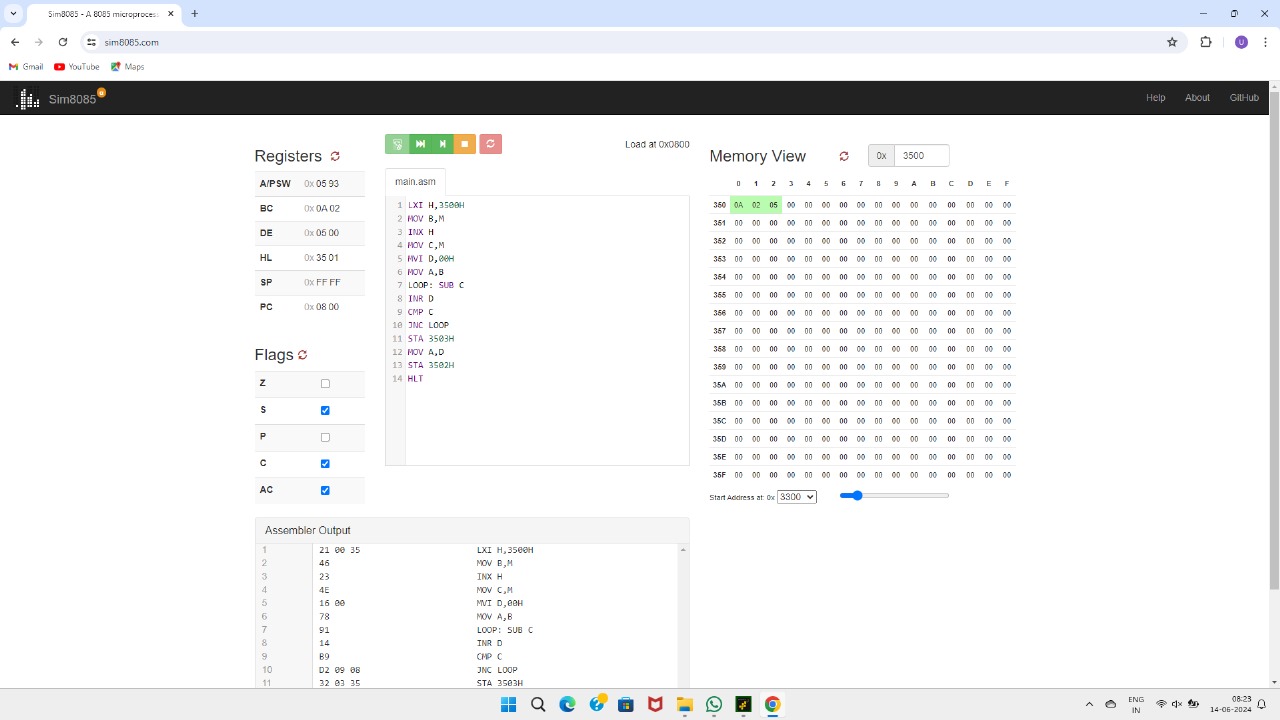 Sim8085 - A 8085 microproces
sim8085.com
U
Gmail YouTube Maps
Sim8085 α
Help About GitHub
Load at 0x0800
Registers
A/PSW 0x 05 93
BC 0x 0A 02
DE 0x 05 00
HL 0x 35 01
SP 0x FF FF
PC 0x 08 00
Flags
Z
S
P
C
AC
main.asm
1 LXI H,3500H
2 MOV B,M
3 INX H
4 MOV C,M
5 MVI D,00H
6 MOV A,B
7 LOOP: SUB C
8 INR D
9 CMP C
10 JNC LOOP
11 STA 3503H
12 MOV A,D
13 STA 3502H
14 HLT
Memory View 0x 3500
0 1 2 3 4 5 6 7 8 9 A B C D E F
350 0A 02 05 00 00 00 00 00 00 00 00 00 00 00 00 00
351 00 00 00 00 00 00 00 00 00 00 00 00 00 00 00 00
352 00 00 00 00 00 00 00 00 00 00 00 00 00 00 00 00
353 00 00 00 00 00 00 00 00 00 00 00 00 00 00 00 00
354 00 00 00 00 00 00 00 00 00 00 00 00 00 00 00 00
355 00 00 00 00 00 00 00 00 00 00 00 00 00 00 00 00
356 00 00 00 00 00 00 00 00 00 00 00 00 00 00 00 00
357 00 00 00 00 00 00 00 00 00 00 00 00 00 00 00 00
358 00 00 00 00 00 00 00 00 00 00 00 00 00 00 00 00
359 00 00 00 00 00 00 00 00 00 00 00 00 00 00 00 00
35A 00 00 00 00 00 00 00 00 00 00 00 00 00 00 00 00
35B 00 00 00 00 00 00 00 00 00 00 00 00 00 00 00 00
35C 00 00 00 00 00 00 00 00 00 00 00 00 00 00 00 00
35D 00 00 00 00 00 00 00 00 00 00 00 00 00 00 00 00
35E 00 00 00 00 00 00 00 00 00 00 00 00 00 00 00 00
35F 00 00 00 00 00 00 00 00 00 00 00 00 00 00 00 00
Start Address at: 0x 3300
Assembler Output
1 21 00 35 LXI H,3500H
2 46 MOV B,M
3 23 INX H
4 4E MOV C,M
5 16 00 MVI D,00H
6 78 MOV A,B
7 91 LOOP: SUB C
8 14 INR D
9 B9 CMP C
10 D2 09 08 JNC LOOP
11 32 03 35 STA 3503H
ENG
IN
08:23
14-06-2024